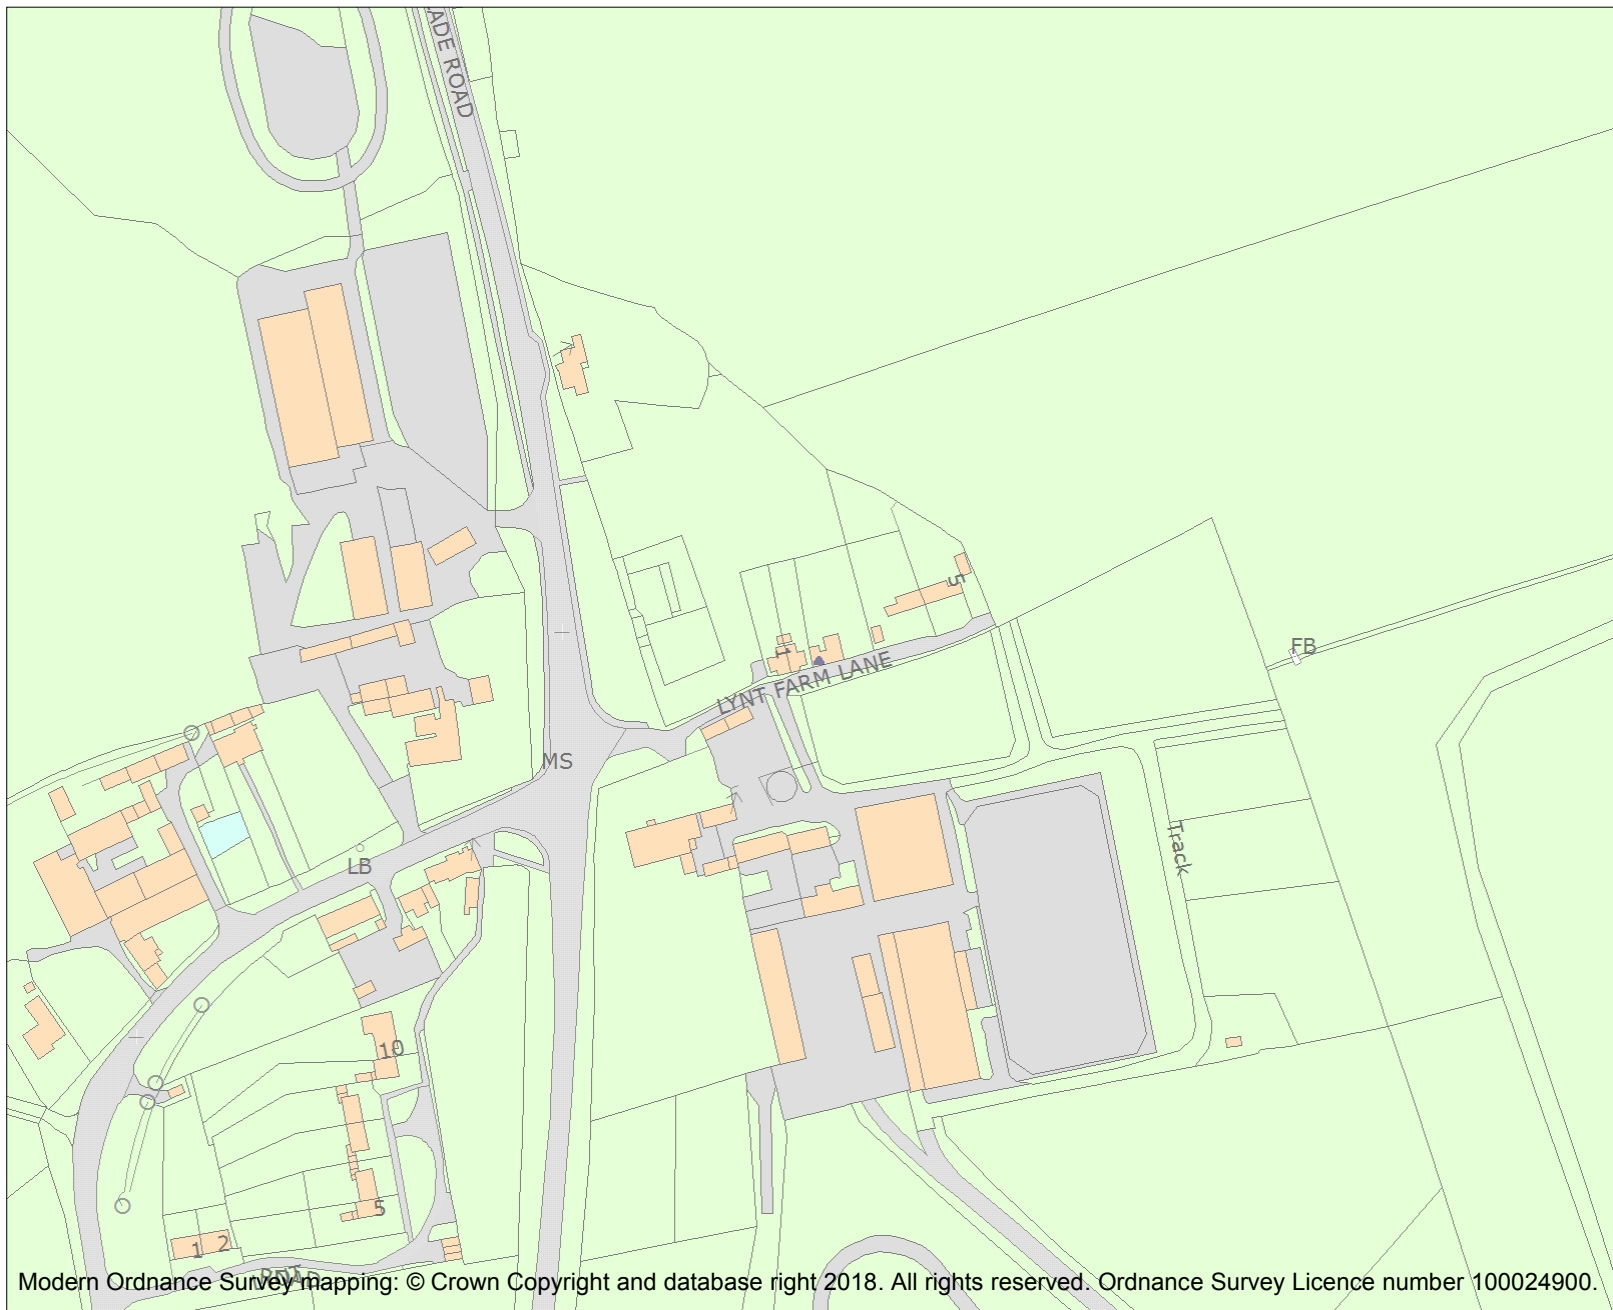 ADE ROAD
5
FB
1
LYNT FARM LANE
MS
Track
LB
10
5
1 2
Modern Ordnance Survey mapping: © Crown Copyright and database right 2018. All rights reserved. Ordnance Survey Licence number 100024900.